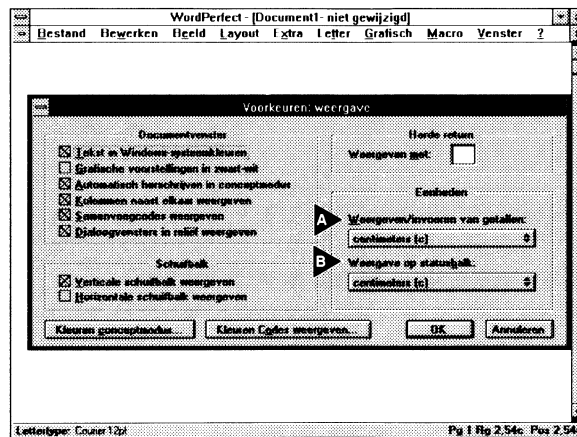 WordPerfect - [Document1 - niet gewijzigd]
Bestand Bewerken Beeld Layout Extra Letter Grafisch Macro Venster ?
Voorkeuren: weergave
Documentvenster
Tekst in Windows-systeemkleuren
Grafische voorstellingen in zwart-wit
Automatisch herschrijven in conceptmodus
Kolommen naast elkaar weergeven
Samenvoegcodes weergeven
Dialoogvensters in reliëf weergeven
Schuifbalk
Verticale schuifbalk weergeven
Horizontale schuifbalk weergeven
Harde return
Weergeven met:
Eenheden
A Weergeven/invoeren van getallen:
centimeters (c)
B Weergave op statusbalk:
centimeters (c)
Kleuren conceptmodus... Kleuren Codes weergeven... OK Annuleren
Lettertype: Courier 12pt Pg 1 Rg 2,54c Pos 2,54